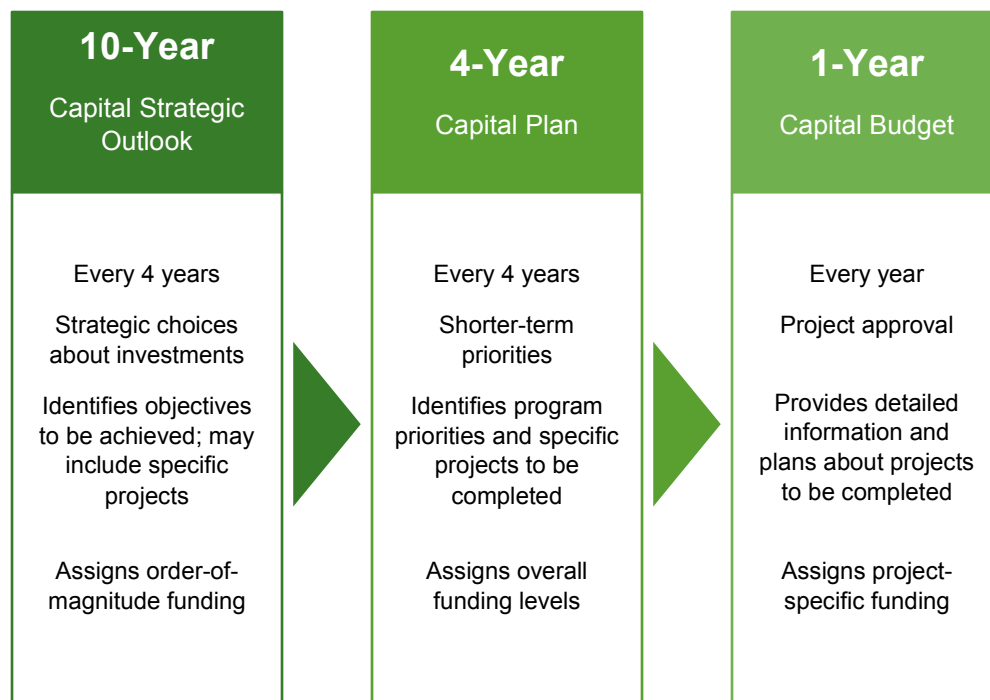 10-Year
Capital Strategic
Outlook
Every 4 years
Strategic choices
about investments
Identifies objectives
to be achieved; may
include specific
projects
Assigns order-of-
magnitude funding
4-Year
Capital Plan
Every 4 years
Shorter-term
priorities
Identifies program
priorities and specific
projects to be
completed
Assigns overall
funding levels
1-Year
Capital Budget
Every year
Project approval
Provides detailed
information and
plans about projects
to be completed
Assigns project-
specific funding